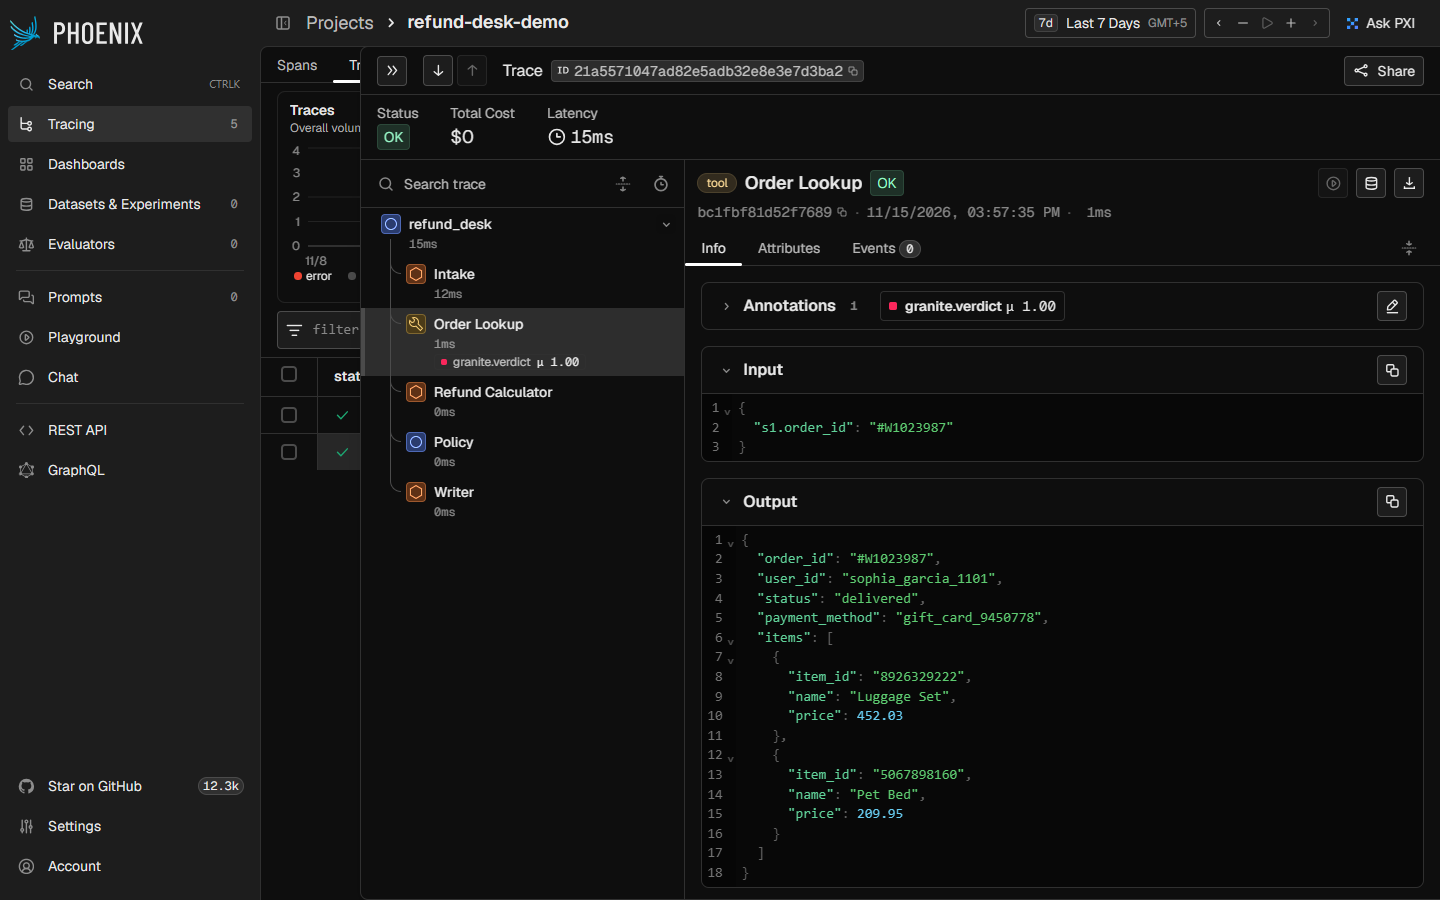 PHOENIX
Search
CTRLK
Tracing
5
Dashboards
Datasets & Experiments
0
Evaluators
0
Prompts
0
Playground
Chat
REST API
GraphQL
Star on GitHub
12.3k
Settings
Account
Projects
refund-desk-demo
7d Last 7 Days GMT+5
Ask PXI
Spans
Traces
Overall
4
3
2
1
0
11/8
error
filter
Trace
ID 21a5571047ad82e5adb32e8e3e7d3ba2
Share
Status
Total Cost
Latency
OK
$0
15ms
Search trace
refund_desk
15ms
Intake
12ms
Order Lookup
1ms
granite.verdict μ 1.00
Refund Calculator
0ms
Policy
0ms
Writer
0ms
tool Order Lookup OK
bc1fbf81d52f7689 · 11/15/2026, 03:57:35 PM · 1ms
Info
Attributes
Events 0
Annotations 1
granite.verdict μ 1.00
Input
1 {
2 "s1.order_id": "#W1023987"
3 }
Output
1 {
2 "order_id": "#W1023987",
3 "user_id": "sophia_garcia_1101",
4 "status": "delivered",
5 "payment_method": "gift_card_9450778",
6 "items": [
7 {
8 "item_id": "8926329222",
9 "name": "Luggage Set",
10 "price": 452.03
11 },
12 {
13 "item_id": "5067898160",
14 "name": "Pet Bed",
15 "price": 209.95
16 }
17 ]
18 }